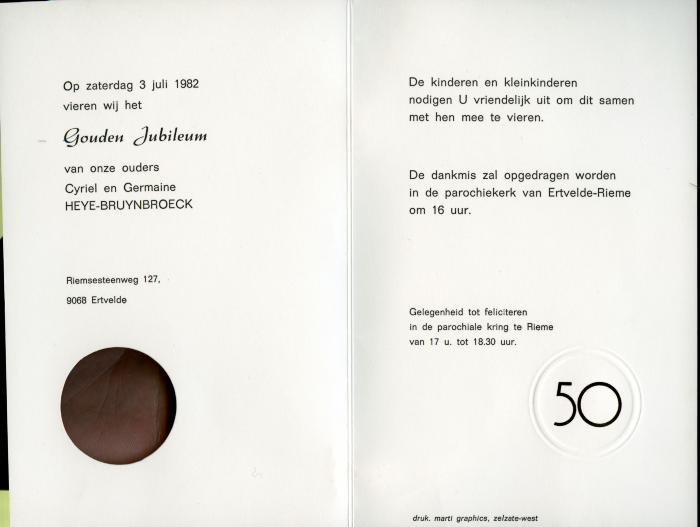 Op zaterdag 3 juli 1982
vieren wij het
Gouden Jubileum
van onze ouders
Cyriel en Germaine
HEYE-BRUYNBROECK
Riemsesteenweg 127,
9068 Ertvelde
De kinderen en kleinkinderen
nodigen U vriendelijk uit om dit samen
met hen mee te vieren.
De dankmis zal opgedragen worden
in de parochiekerk van Ertvelde-Rieme
om 16 uur.
Gelegenheid tot feliciteren
in de parochiale kring te Rieme
van 17 u. tot 18.30 uur.
50
druk. marti graphics, zelzate-west